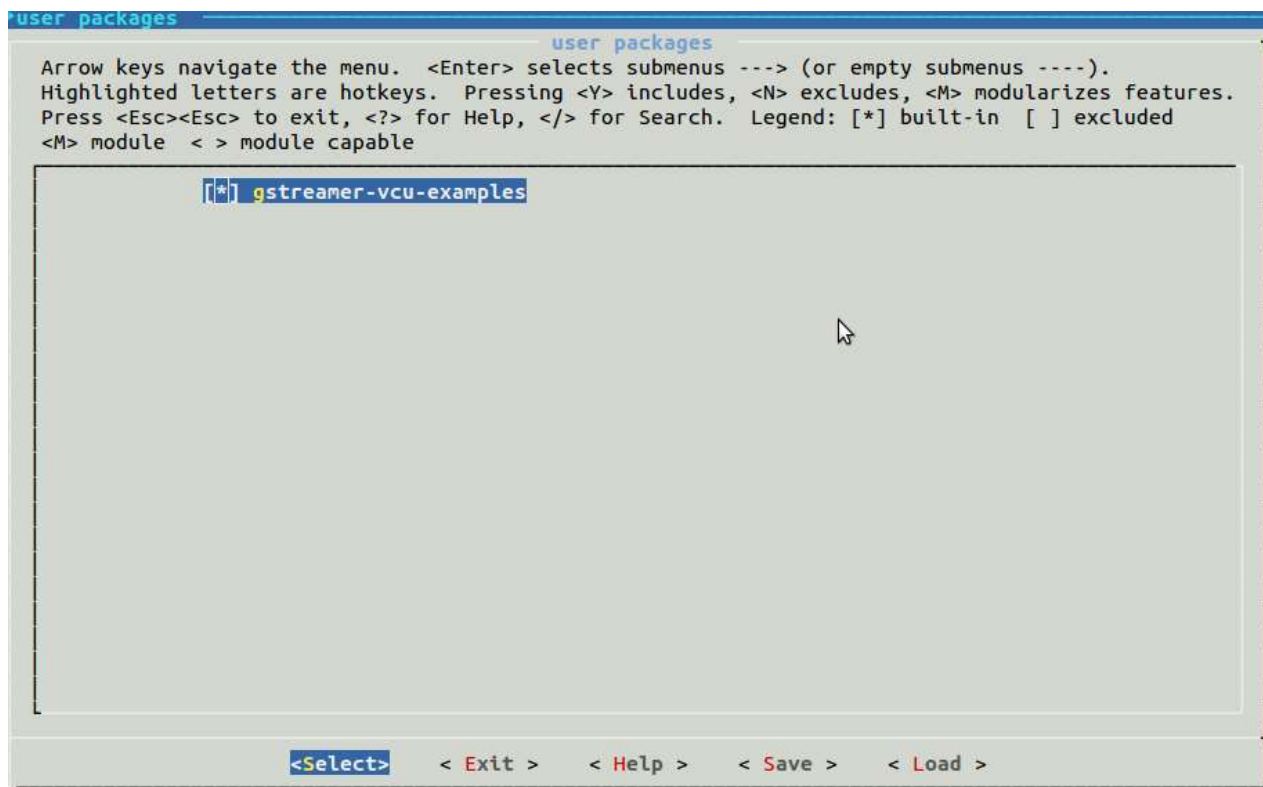 user packages
user packages
Arrow keys navigate the menu. <Enter> selects submenus ---> (or empty submenus ----).
Highlighted letters are hotkeys. Pressing <Y> includes, <N> excludes, <M> modularizes features.
Press <Esc><Esc> to exit, <?> for Help, </> for Search. Legend: [*] built-in [ ] excluded
<M> module < > module capable
[*] gstreamer-vcu-examples
<Select> < Exit > < Help > < Save > < Load >